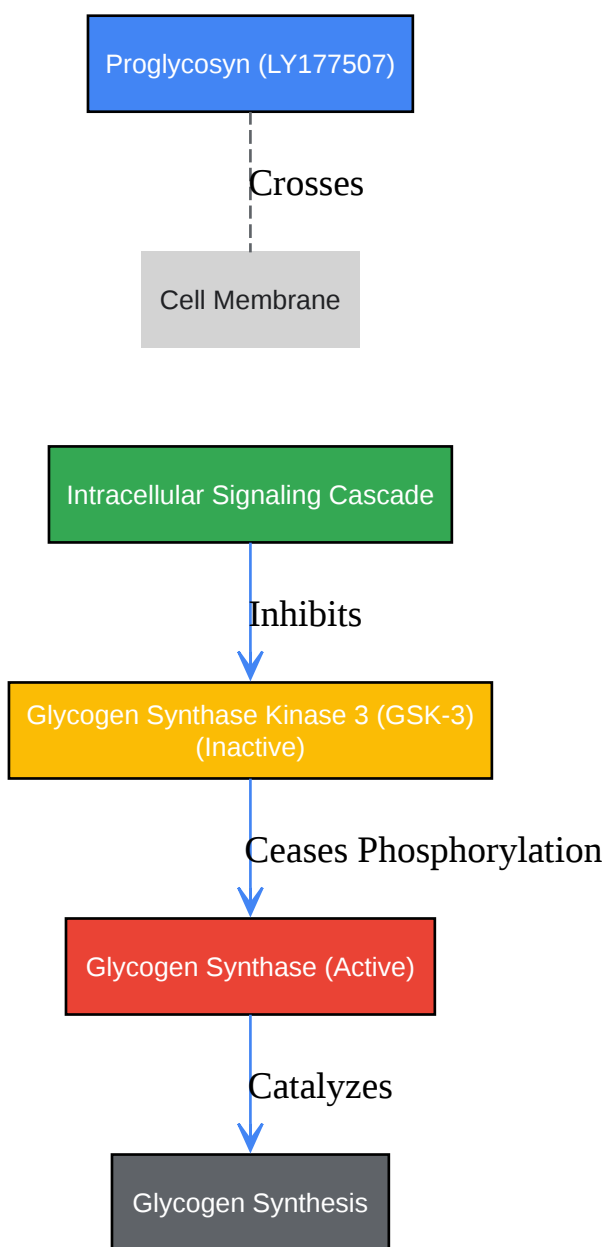 Proglycosyn (LY177507)
Crosses
Cell Membrane
Intracellular Signaling Cascade
Inhibits
Glycogen Synthase Kinase 3 (GSK-3)
(Inactive)
Ceases Phosphorylation
Glycogen Synthase (Active)
Catalyzes
Glycogen Synthesis